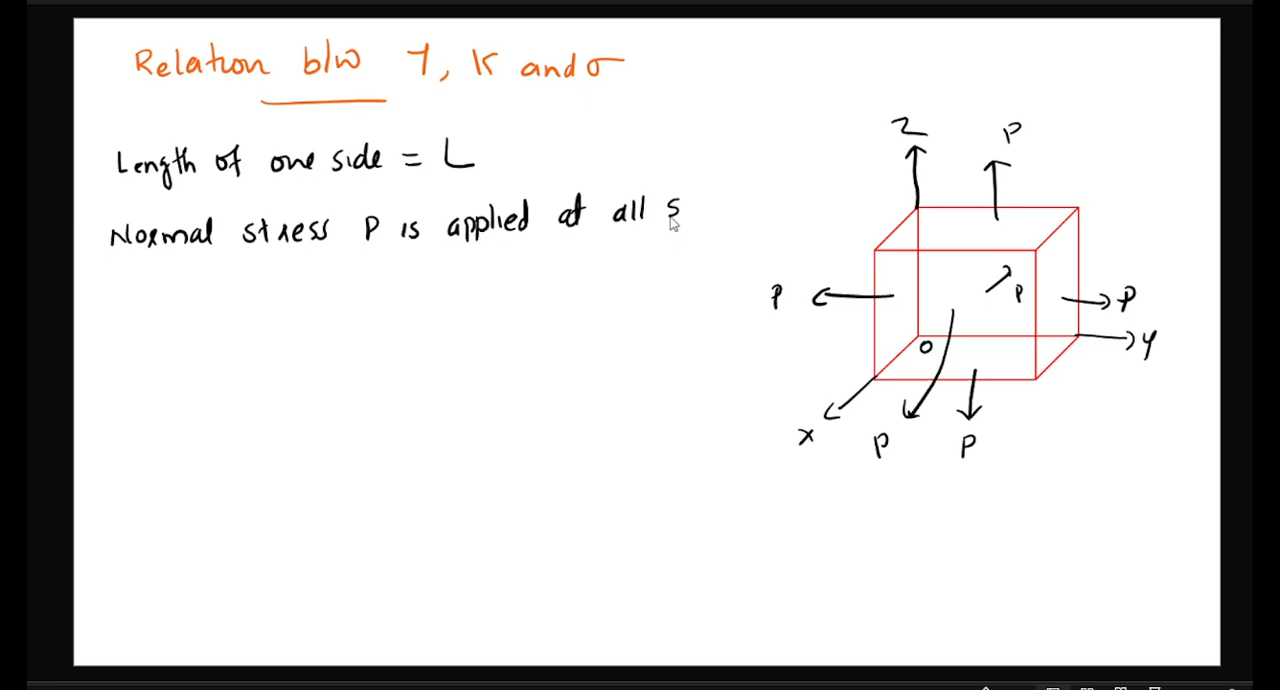 Relation b/w Y, K and σ
Length of one side = L
Normal stress P is applied at all s
Z
P
P
P
P
O
Y
X
P
P